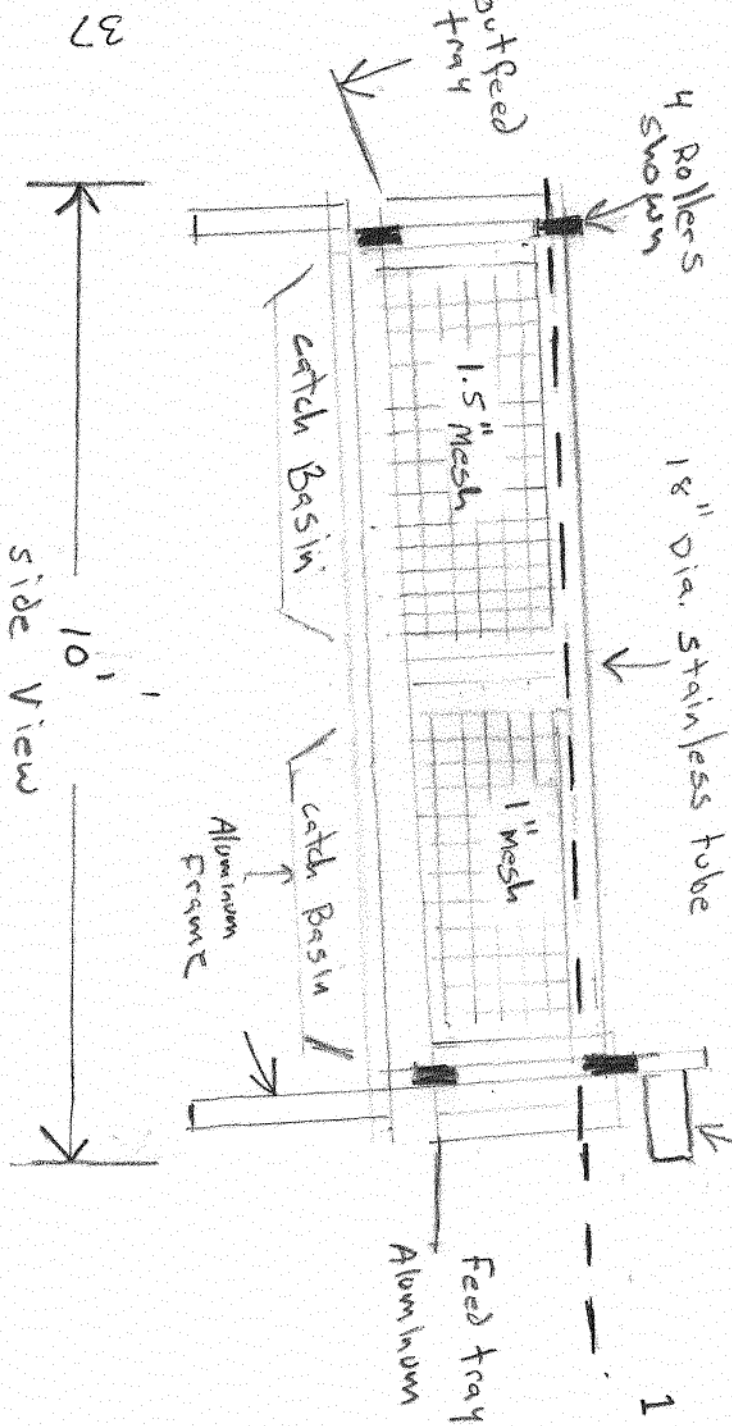 4 Rollers
shown
18" Dia. stainless tube
outfeed
tray
1.5" Mesh
1" mesh
Feed tray
Aluminum
catch Basin
catch Basin
Aluminum
Frame
10'
side View
37
1